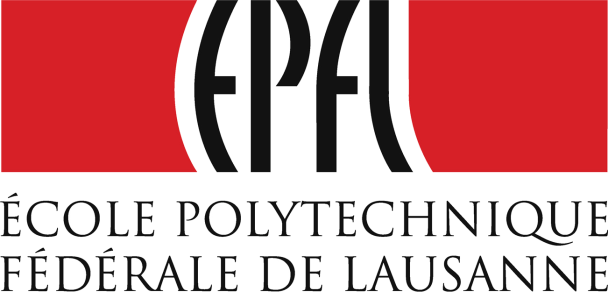 EPFL
ÉCOLE POLYTECHNIQUE
FÉDÉRALE DE LAUSANNE